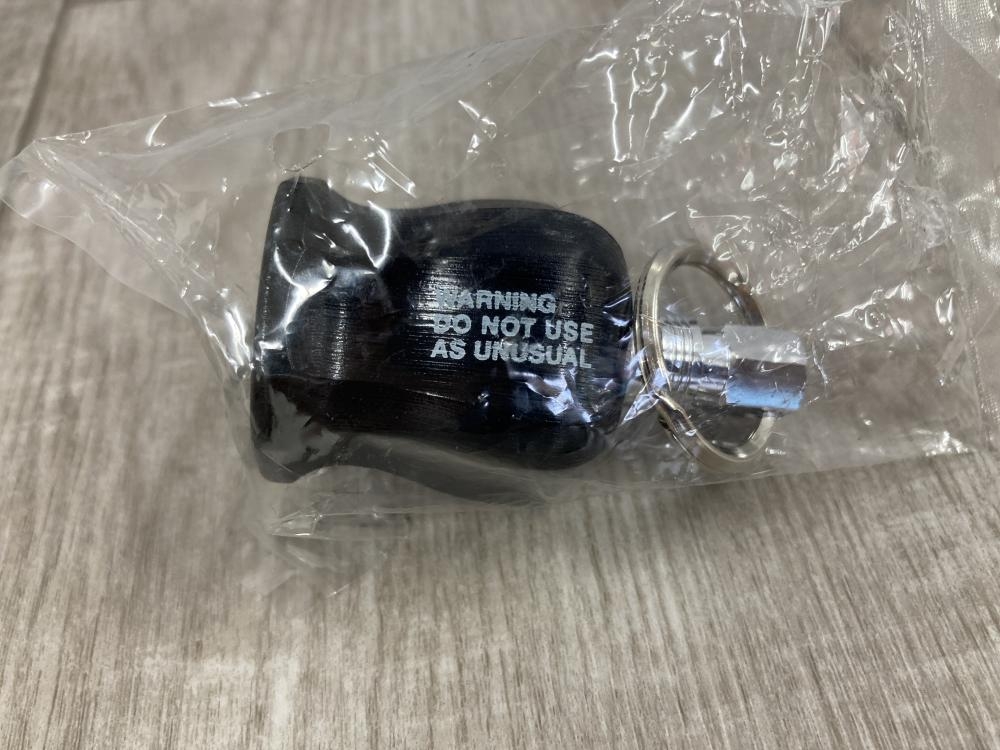 WARNING,
DO NOT USE
AS UNUSUAL